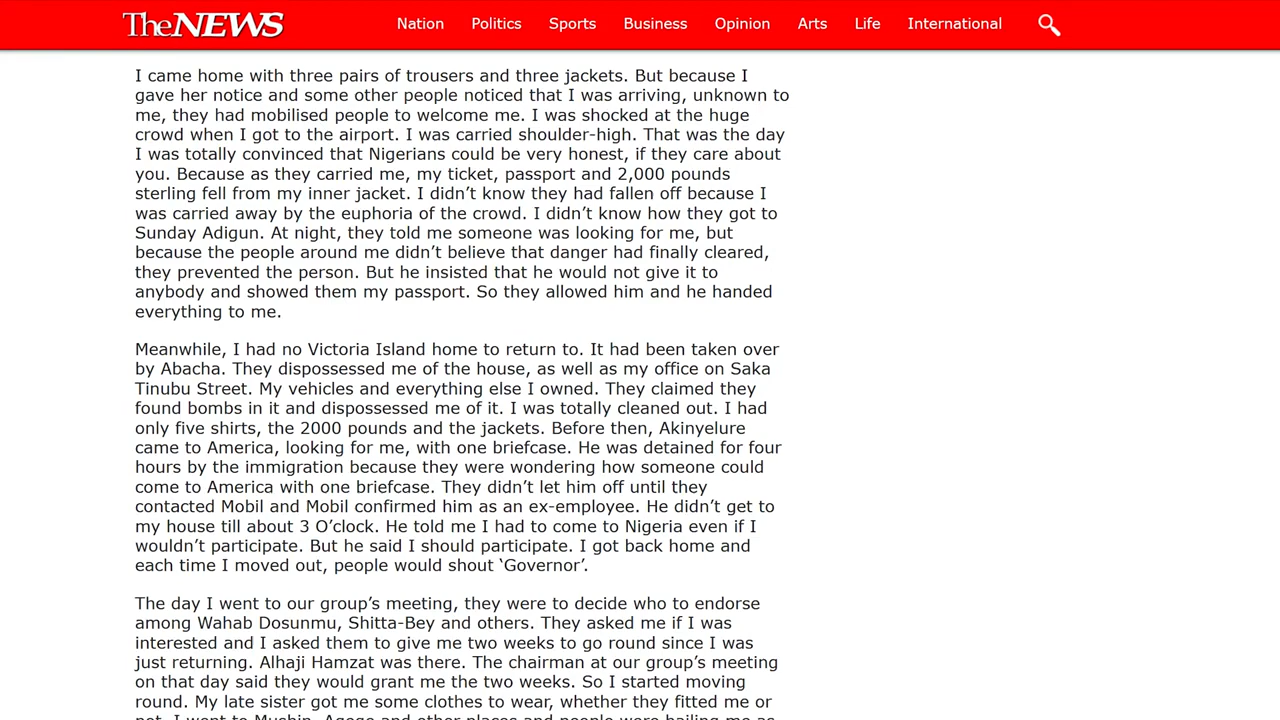 TheNEWS
Nation Politics Sports Business Opinion Arts Life International
I came home with three pairs of trousers and three jackets. But because I
gave her notice and some other people noticed that I was arriving, unknown to
me, they had mobilised people to welcome me. I was shocked at the huge
crowd when I got to the airport. I was carried shoulder-high. That was the day
I was totally convinced that Nigerians could be very honest, if they care about
you. Because as they carried me, my ticket, passport and 2,000 pounds
sterling fell from my inner jacket. I didn’t know they had fallen off because I
was carried away by the euphoria of the crowd. I didn’t know how they got to
Sunday Adigun. At night, they told me someone was looking for me, but
because the people around me didn’t believe that danger had finally cleared,
they prevented the person. But he insisted that he would not give it to
anybody and showed them my passport. So they allowed him and he handed
everything to me.
Meanwhile, I had no Victoria Island home to return to. It had been taken over
by Abacha. They dispossessed me of the house, as well as my office on Saka
Tinubu Street. My vehicles and everything else I owned. They claimed they
found bombs in it and dispossessed me of it. I was totally cleaned out. I had
only five shirts, the 2000 pounds and the jackets. Before then, Akinyelure
came to America, looking for me, with one briefcase. He was detained for four
hours by the immigration because they were wondering how someone could
come to America with one briefcase. They didn’t let him off until they
contacted Mobil and Mobil confirmed him as an ex-employee. He didn’t get to
my house till about 3 O’clock. He told me I had to come to Nigeria even if I
wouldn’t participate. But he said I should participate. I got back home and
each time I moved out, people would shout ‘Governor’.
The day I went to our group’s meeting, they were to decide who to endorse
among Wahab Dosunmu, Shitta-Bey and others. They asked me if I was
interested and I asked them to give me two weeks to go round since I was
just returning. Alhaji Hamzat was there. The chairman at our group’s meeting
on that day said they would grant me the two weeks. So I started moving
round. My late sister got me some clothes to wear, whether they fitted me or
not. I went to Mushin, Agege and other places and people were hailing me as